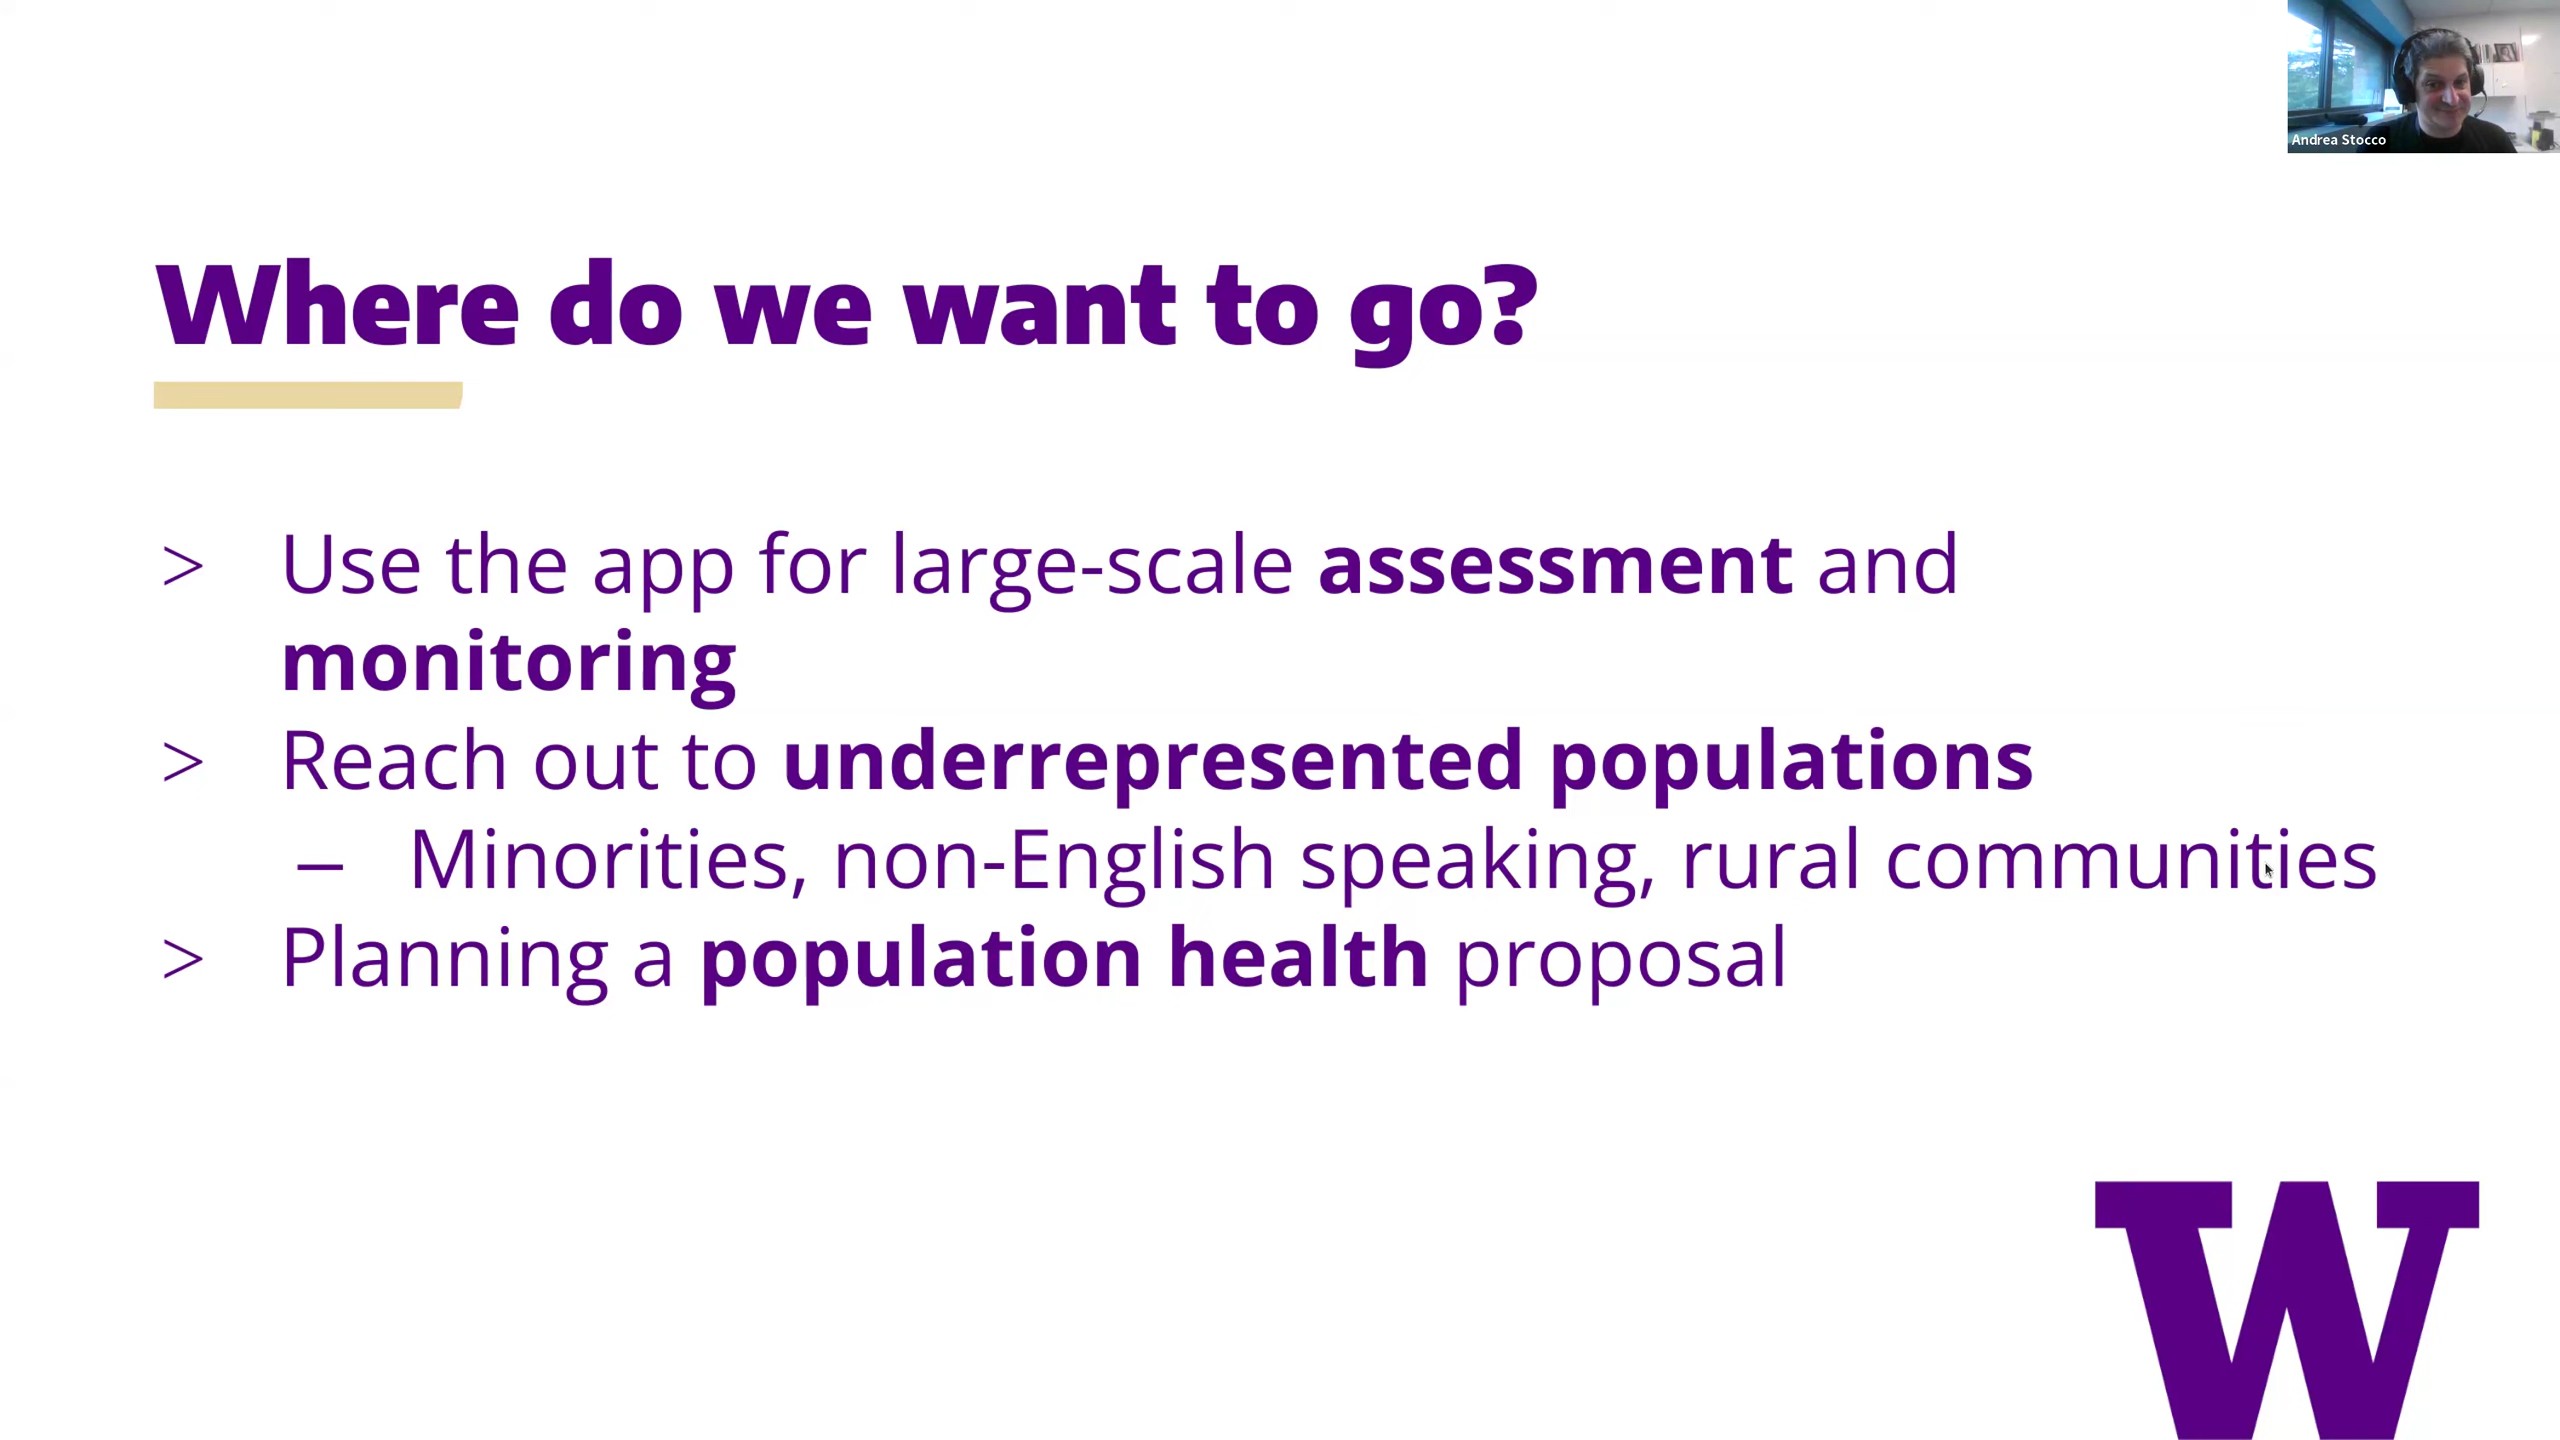 Andrea Stocco
Where do we want to go?
> Use the app for large-scale assessment and
monitoring
> Reach out to underrepresented populations
– Minorities, non-English speaking, rural communities
> Planning a population health proposal
W